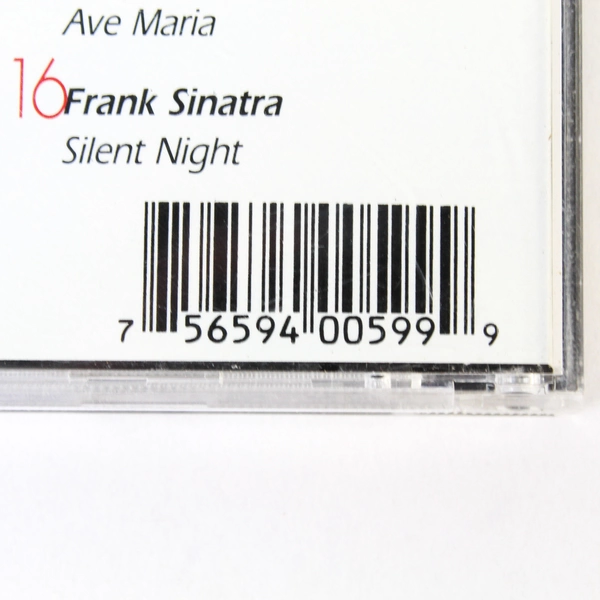 Ave Maria
16 Frank Sinatra
Silent Night
7 56594 00599 9